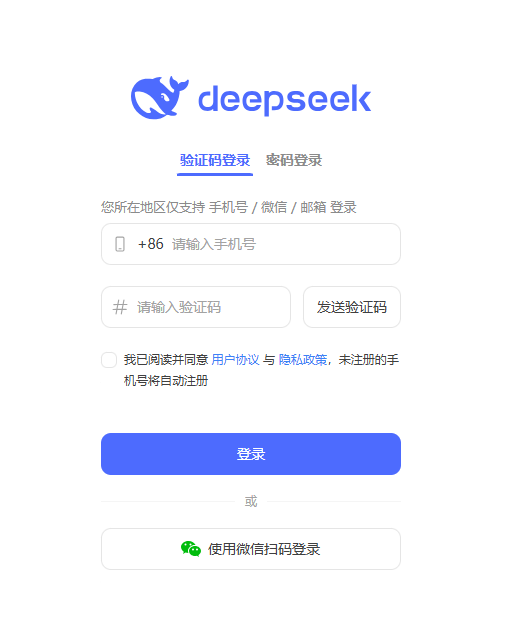 deepseek
验证码登录 密码登录
您所在地区仅支持 手机号 / 微信 / 邮箱 登录
+86 请输入手机号
请输入验证码 发送验证码
我已阅读并同意 用户协议 与 隐私政策，未注册的手
机号将自动注册
登录
或
使用微信扫码登录